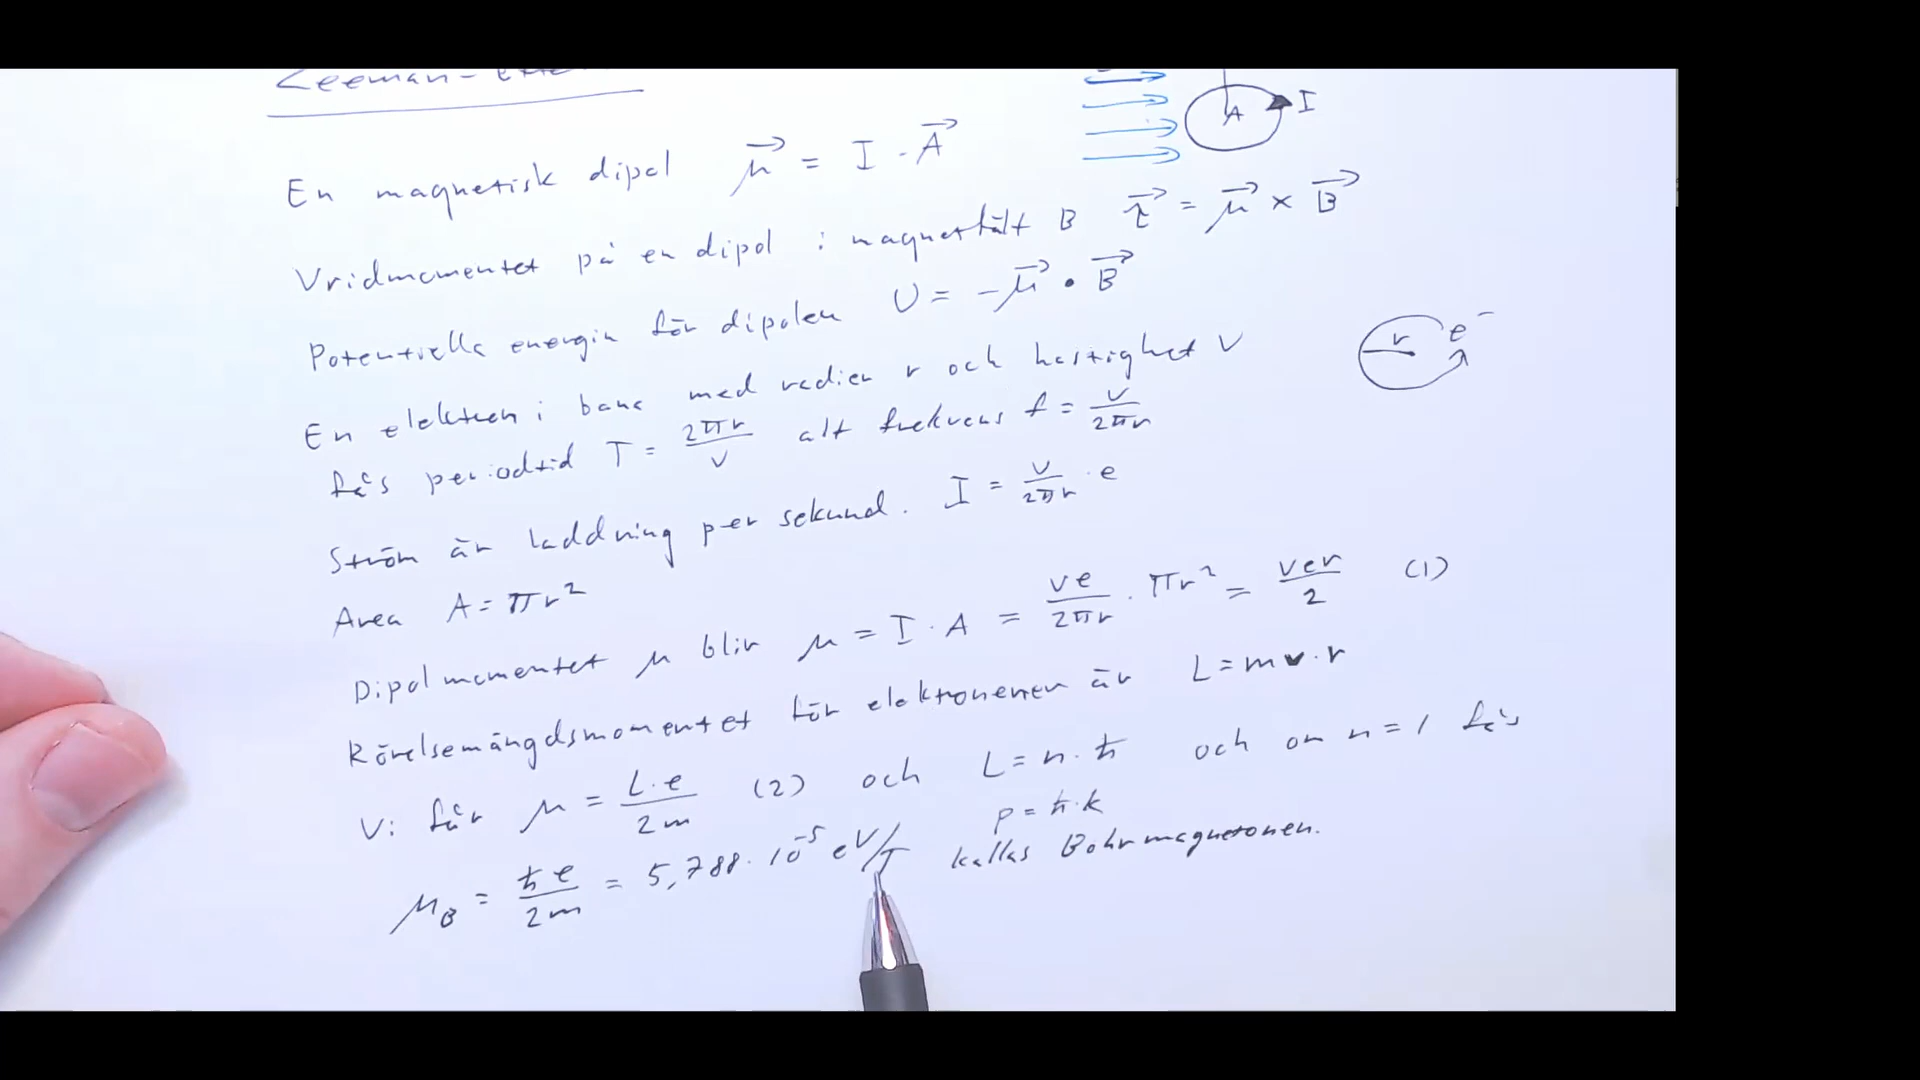 Zeeman-
A I
En magnetisk dipol μ⃗ = I · A⃗
Vridmomentet på en dipol i magnetfält B τ⃗ = μ⃗ × B⃗
Potentiella energin för dipolen U = -μ⃗ • B⃗
r e⁻
En elektron i bana med radien r och hastighet v
fås periodtid T = 2πr/v alt frekvens f = v/2πr
Ström är laddning per sekund. I = v/2πr · e
Area A = πr²
Dipolmomentet μ blir μ = I · A = ve/2πr · πr² = ver/2 (1)
Rörelsemängdsmomentet för elektronenen är L = mv·r
Vi får μ = L·e/2m (2) och L = n·ħ och om n = 1 fås
p = ħ·k
μB = ħe/2m = 5,788·10⁻⁵ eV/T kallas Bohrmagnetonen.